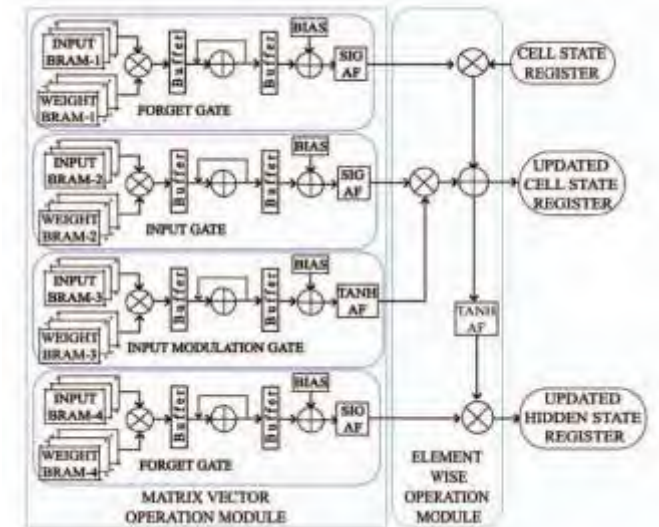 INPUT
BRAM-1
WEIGHT
BRAM-1
Buffer
Buffer
BIAS
SIG
AF
FORGET GATE
CELL STATE
REGISTER
INPUT
BRAM-2
WEIGHT
BRAM-2
Buffer
Buffer
BIAS
SIG
AF
INPUT GATE
UPDATED
CELL STATE
REGISTER
INPUT
BRAM-3
WEIGHT
BRAM-3
Buffer
Buffer
BIAS
TANH
AF
INPUT MODULATION GATE
TANH
AF
INPUT
BRAM-4
WEIGHT
BRAM-4
Buffer
Buffer
BIAS
SIG
AF
FORGET GATE
UPDATED
HIDDEN STATE
REGISTER
MATRIX VECTOR
OPERATION MODULE
ELEMENT
WISE
OPERATION
MODULE